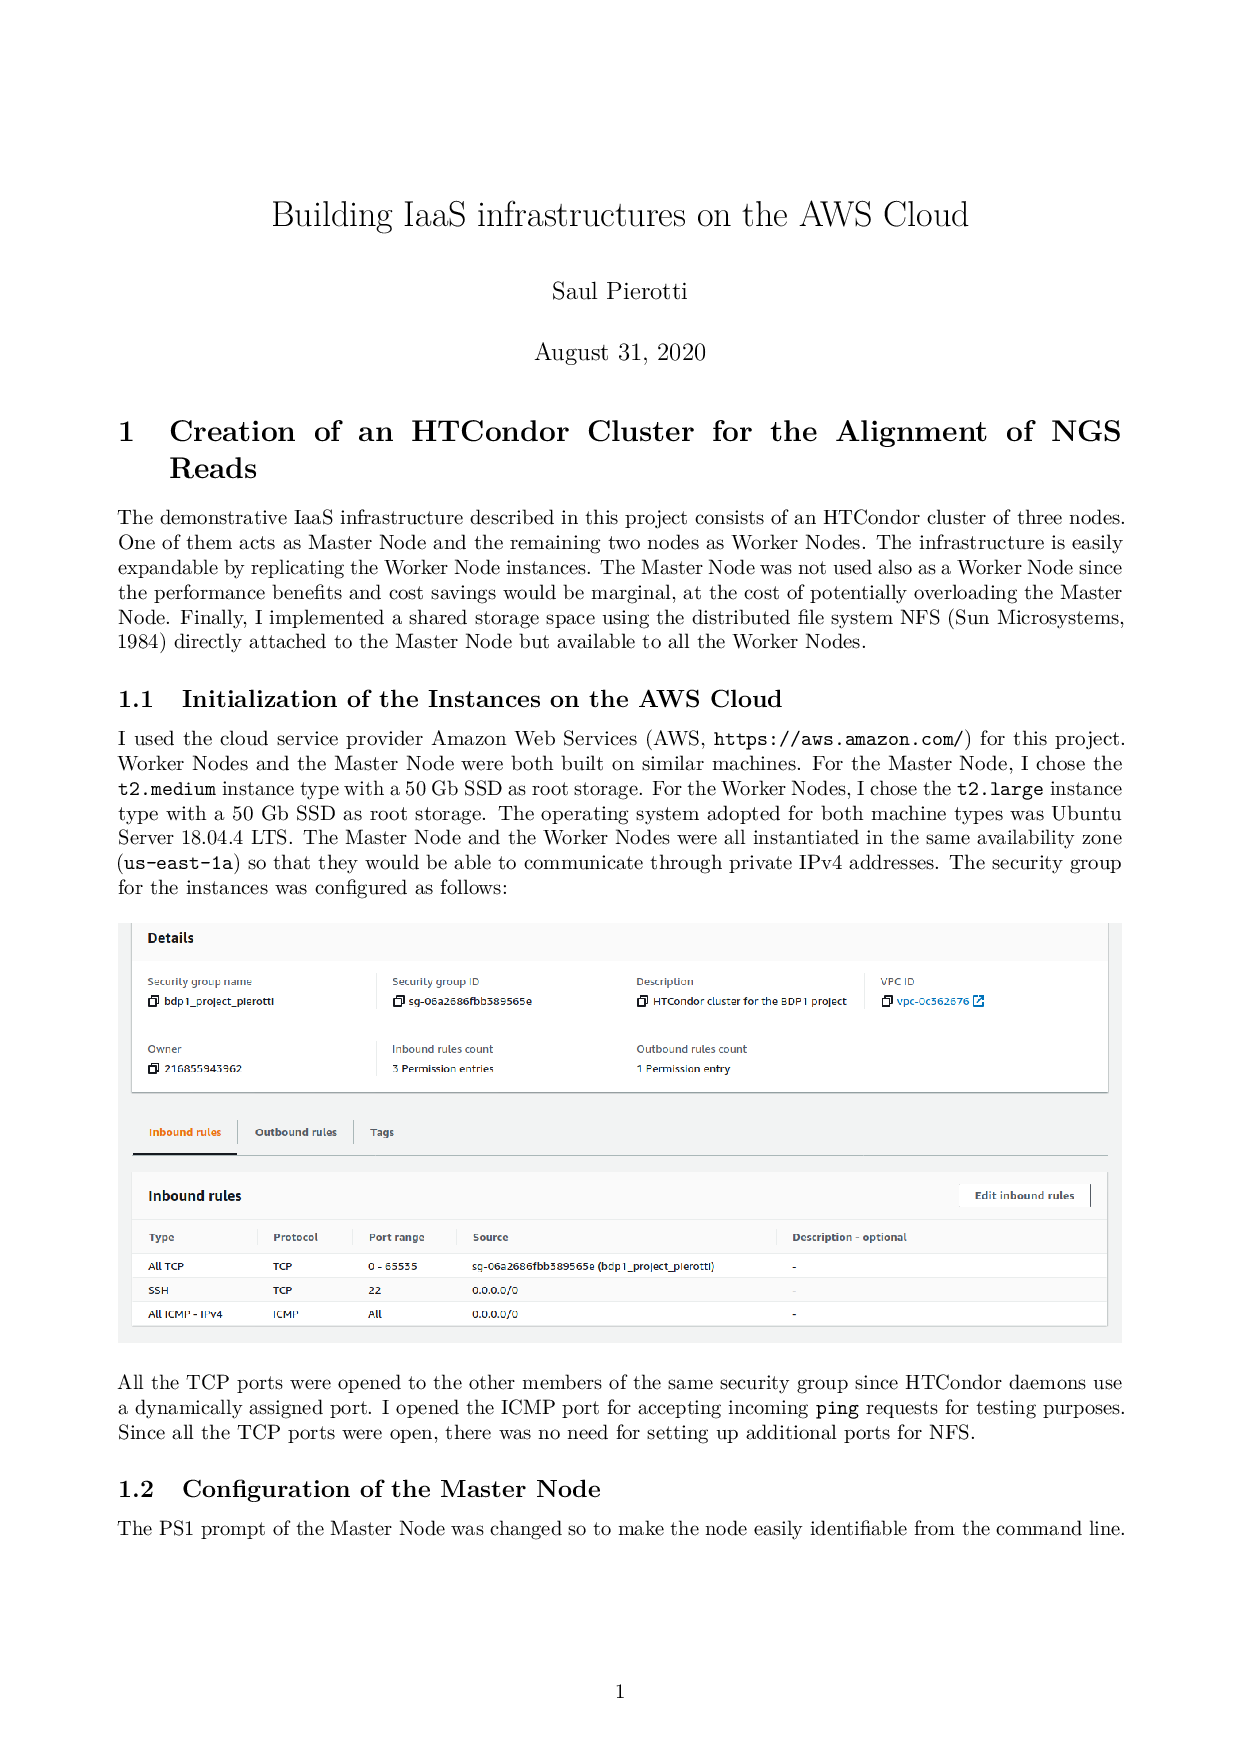 Building IaaS infrastructures on the AWS Cloud
Saul Pierotti
August 31, 2020
1 Creation of an HTCondor Cluster for the Alignment of NGS
Reads
The demonstrative IaaS infrastructure described in this project consists of an HTCondor cluster of three nodes.
One of them acts as Master Node and the remaining two nodes as Worker Nodes. The infrastructure is easily
expandable by replicating the Worker Node instances. The Master Node was not used also as a Worker Node since
the performance benefits and cost savings would be marginal, at the cost of potentially overloading the Master
Node. Finally, I implemented a shared storage space using the distributed file system NFS (Sun Microsystems,
1984) directly attached to the Master Node but available to all the Worker Nodes.
1.1 Initialization of the Instances on the AWS Cloud
I used the cloud service provider Amazon Web Services (AWS, https://aws.amazon.com/) for this project.
Worker Nodes and the Master Node were both built on similar machines. For the Master Node, I chose the
t2.medium instance type with a 50 Gb SSD as root storage. For the Worker Nodes, I chose the t2.large instance
type with a 50 Gb SSD as root storage. The operating system adopted for both machine types was Ubuntu
Server 18.04.4 LTS. The Master Node and the Worker Nodes were all instantiated in the same availability zone
(us-east-1a) so that they would be able to communicate through private IPv4 addresses. The security group
for the instances was configured as follows:
Details
Security group name Security group ID Description VPC ID
bdp1_project_pierotti sg-06a2686fbb389565e HTCondor cluster for the BDP1 project vpc-0c362676
Owner Inbound rules count Outbound rules count
216855943962 3 Permission entries 1 Permission entry
Inbound rules Outbound rules Tags
Inbound rules Edit inbound rules
Type Protocol Port range Source Description - optional
All TCP TCP 0 - 65535 sg-06a2686fbb389565e (bdp1_project_pierotti) -
SSH TCP 22 0.0.0.0/0 -
All ICMP - IPv4 ICMP All 0.0.0.0/0 -
All the TCP ports were opened to the other members of the same security group since HTCondor daemons use
a dynamically assigned port. I opened the ICMP port for accepting incoming ping requests for testing purposes.
Since all the TCP ports were open, there was no need for setting up additional ports for NFS.
1.2 Configuration of the Master Node
The PS1 prompt of the Master Node was changed so to make the node easily identifiable from the command line.
1